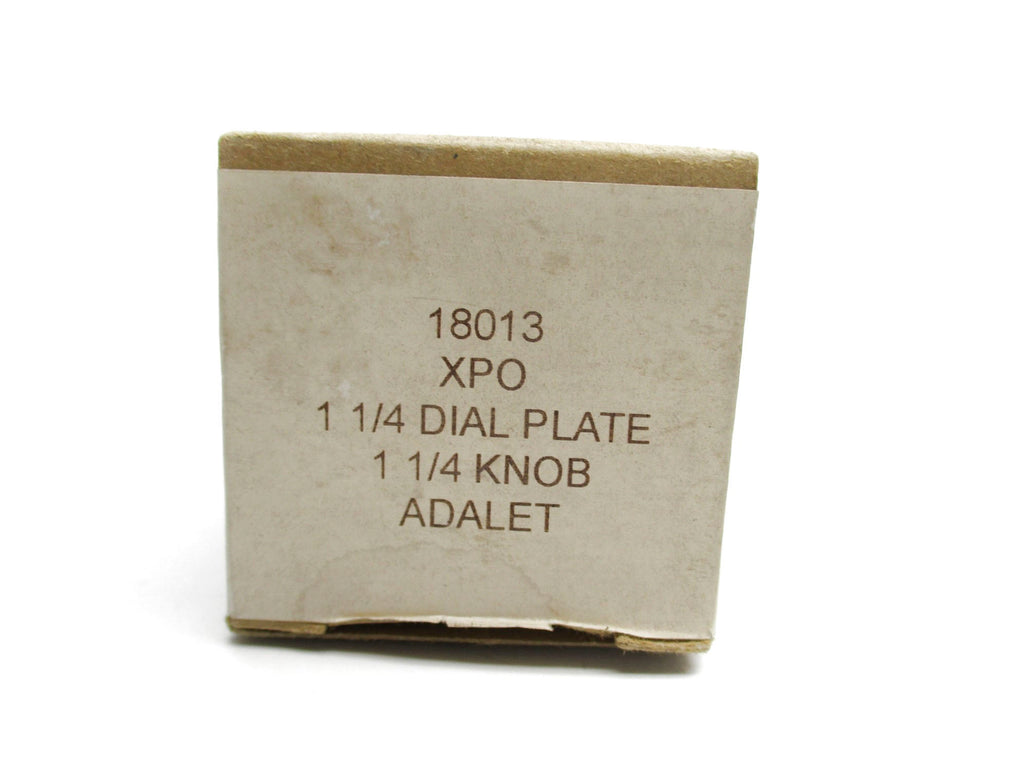 18013
XPO
1 1/4 DIAL PLATE
1 1/4 KNOB
ADALET